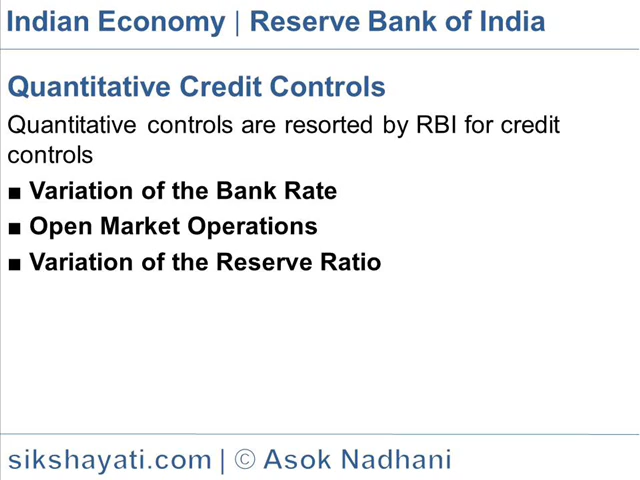 Indian Economy | Reserve Bank of India
Quantitative Credit Controls
Quantitative controls are resorted by RBI for credit
controls
■ Variation of the Bank Rate
■ Open Market Operations
■ Variation of the Reserve Ratio
sikshayati.com | © Asok Nadhani